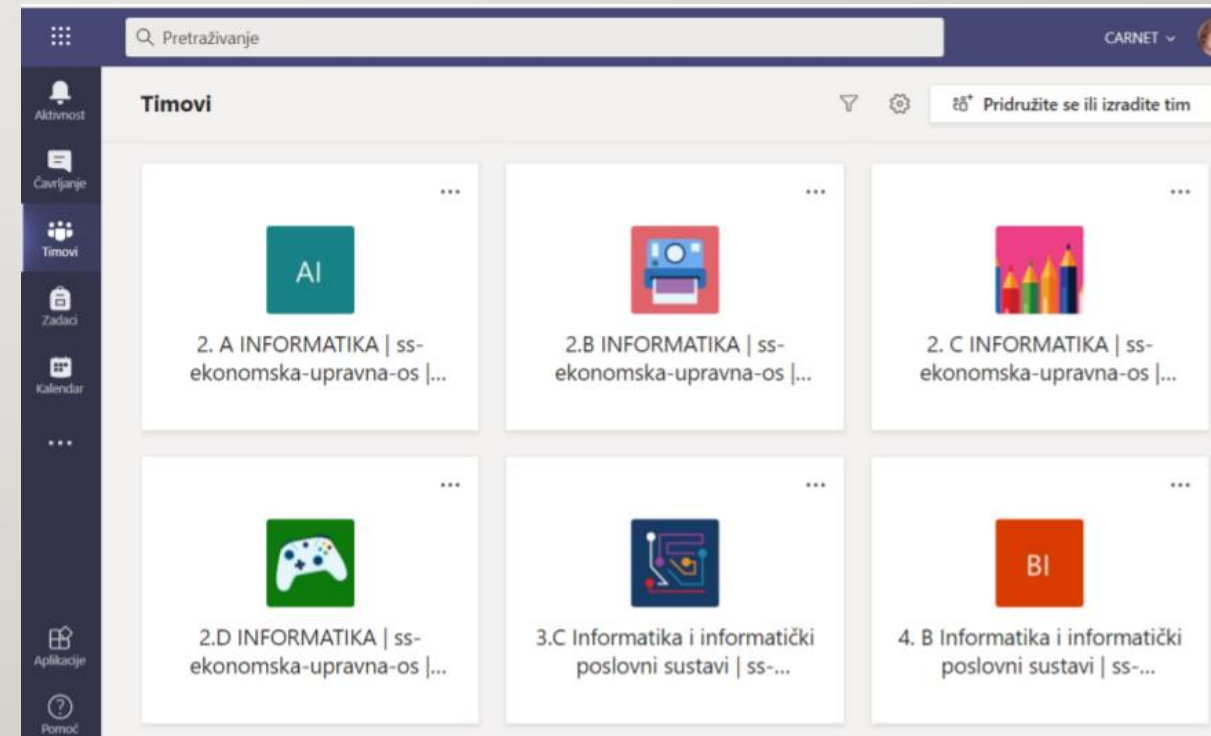 Pretraživanje
CARNET
Aktivnost
Čavrljanje
Timovi
Zadaci
Kalendar
Aplikacije
Pomoć
Timovi
Pridružite se ili izradite tim
AI
2. A INFORMATIKA | ss-
ekonomska-upravna-os |...
2.B INFORMATIKA | ss-
ekonomska-upravna-os |...
2. C INFORMATIKA | ss-
ekonomska-upravna-os |...
2.D INFORMATIKA | ss-
ekonomska-upravna-os |...
3.C Informatika i informatički
poslovni sustavi | ss-...
BI
4. B Informatika i informatički
poslovni sustavi | ss-...